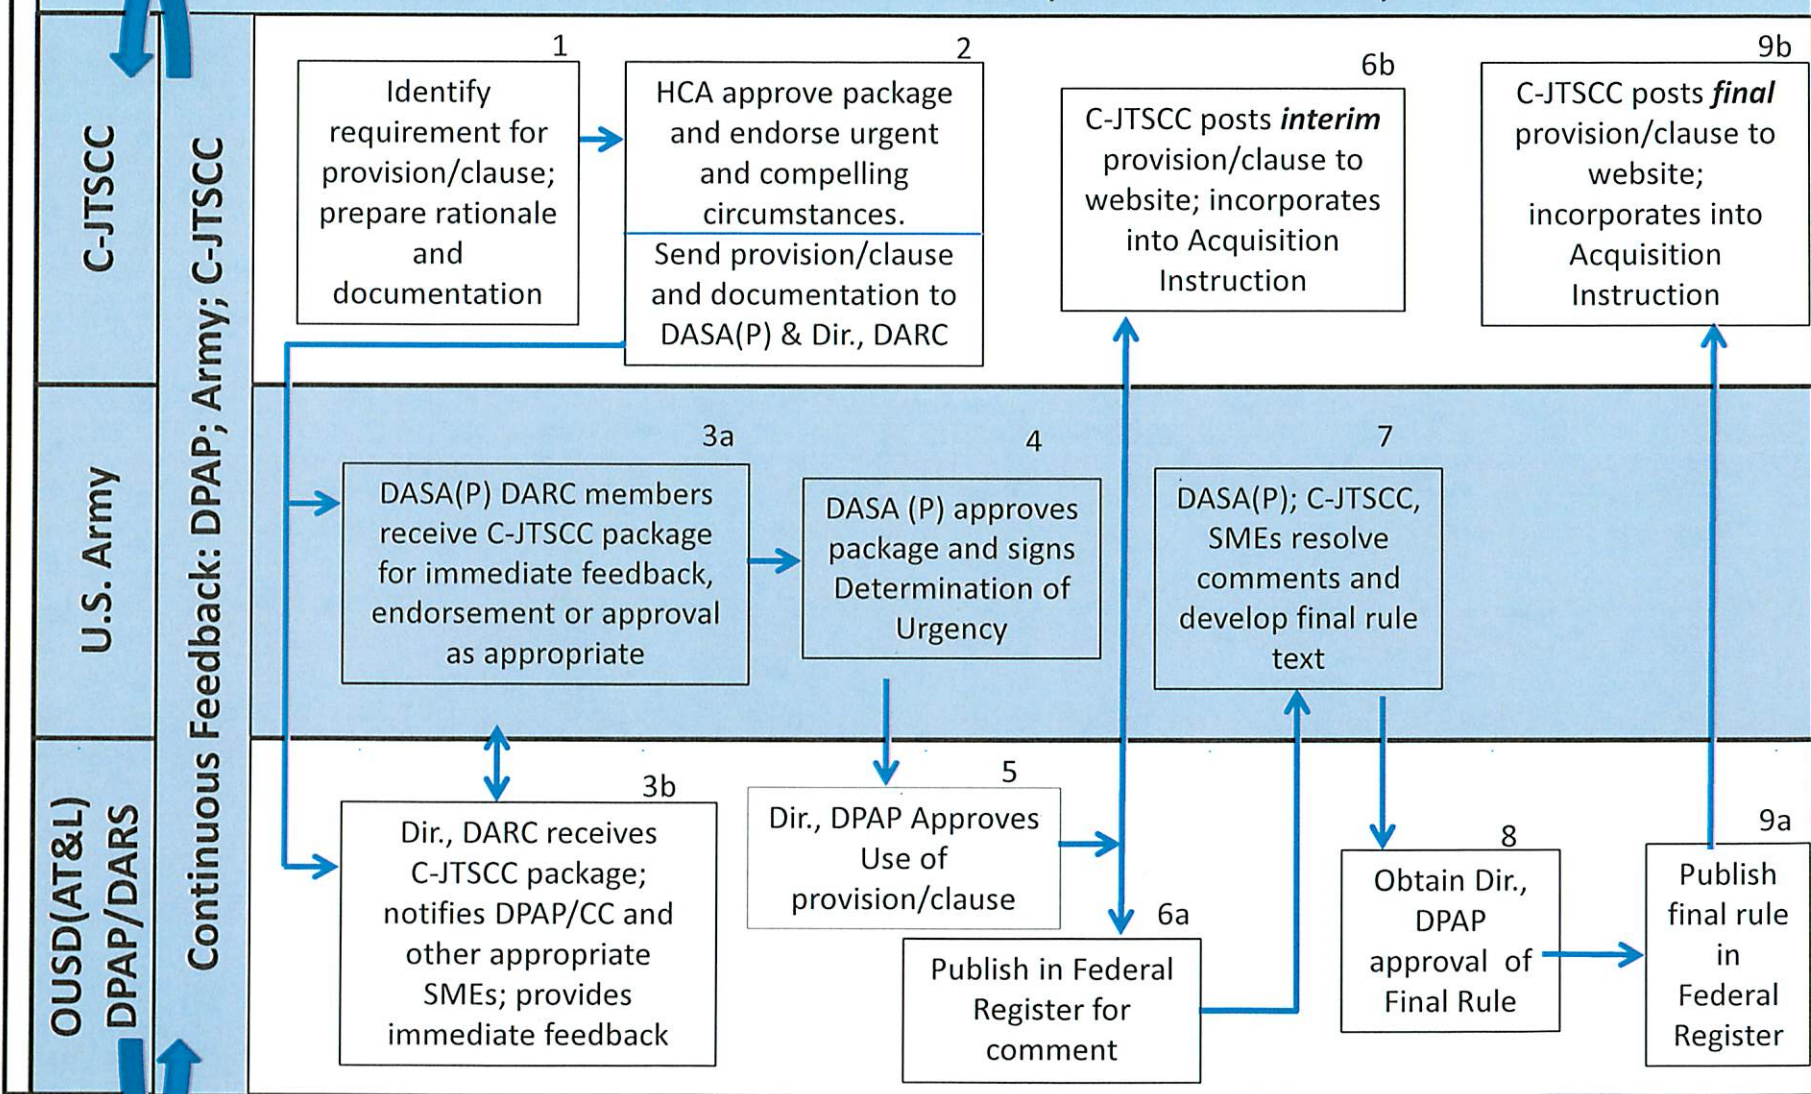 C-JTSCC
U.S. Army
OUSD(AT&L)
DPAP/DARS
Continuous Feedback: DPAP; Army; C-JTSCC
1
Identify
requirement for
provision/clause;
prepare rationale
and
documentation
2
HCA approve package
and endorse urgent
and compelling
circumstances.
Send provision/clause
and documentation to
DASA(P) & Dir., DARC
6b
C-JTSCC posts interim
provision/clause to
website; incorporates
into Acquisition
Instruction
9b
C-JTSCC posts final
provision/clause to
website;
incorporates into
Acquisition
Instruction
3a
DASA(P) DARC members
receive C-JTSCC package
for immediate feedback,
endorsement or approval
as appropriate
4
DASA (P) approves
package and signs
Determination of
Urgency
7
DASA(P); C-JTSCC,
SMEs resolve
comments and
develop final rule
text
3b
Dir., DARC receives
C-JTSCC package;
notifies DPAP/CC and
other appropriate
SMEs; provides
immediate feedback
5
Dir., DPAP Approves
Use of
provision/clause
6a
Publish in Federal
Register for
comment
8
Obtain Dir.,
DPAP
approval of
Final Rule
9a
Publish
final rule
in
Federal
Register